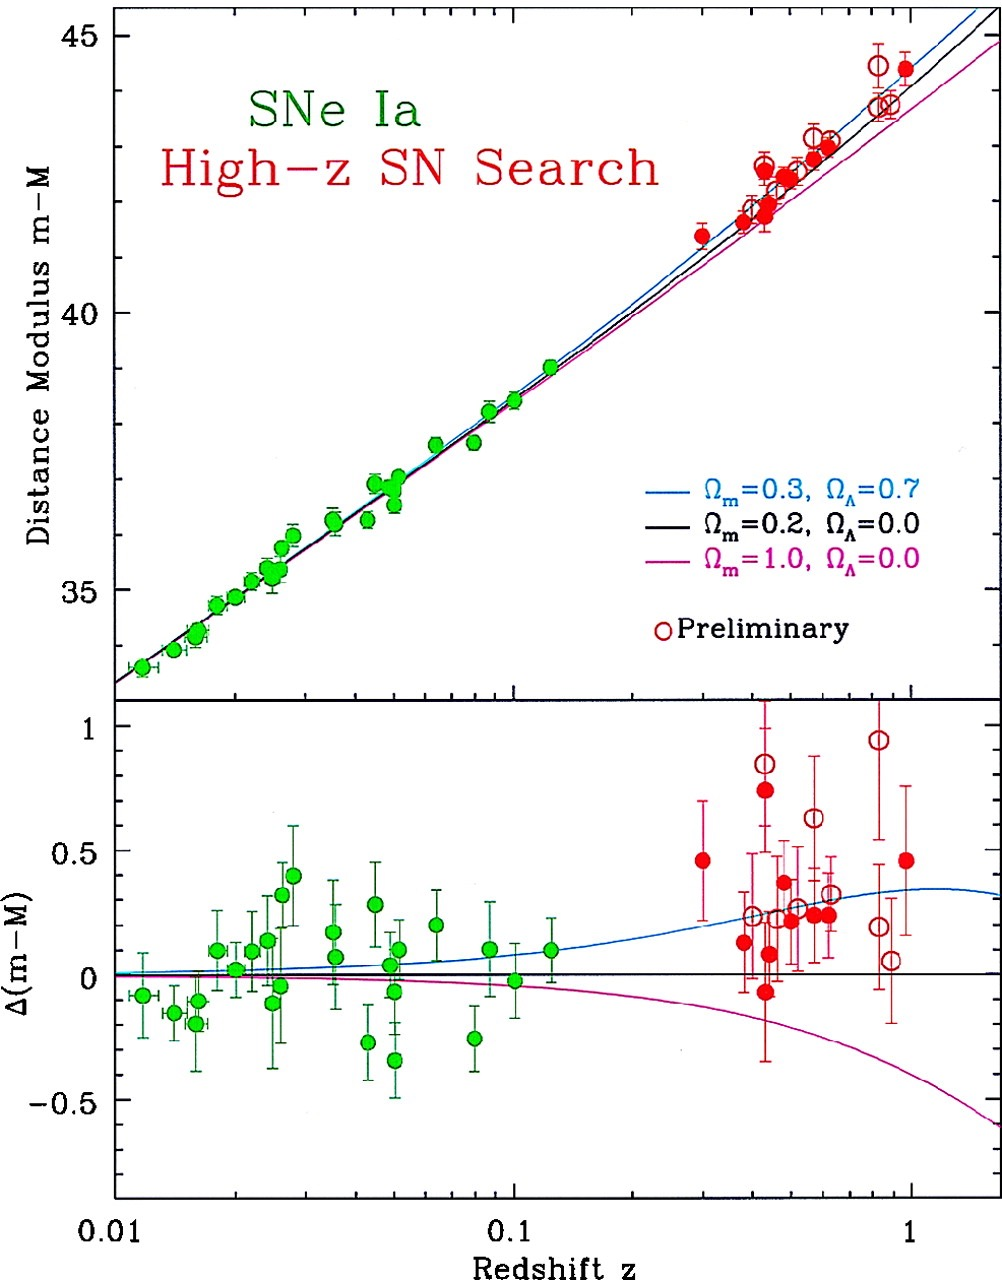 45
SNe Ia
High-z SN Search
Distance Modulus m-M
40
Ωm=0.3, ΩΛ=0.7
Ωm=0.2, ΩΛ=0.0
Ωm=1.0, ΩΛ=0.0
35
Preliminary
1
0.5
Δ(m-M)
0
-0.5
0.01
0.1
1
Redshift z